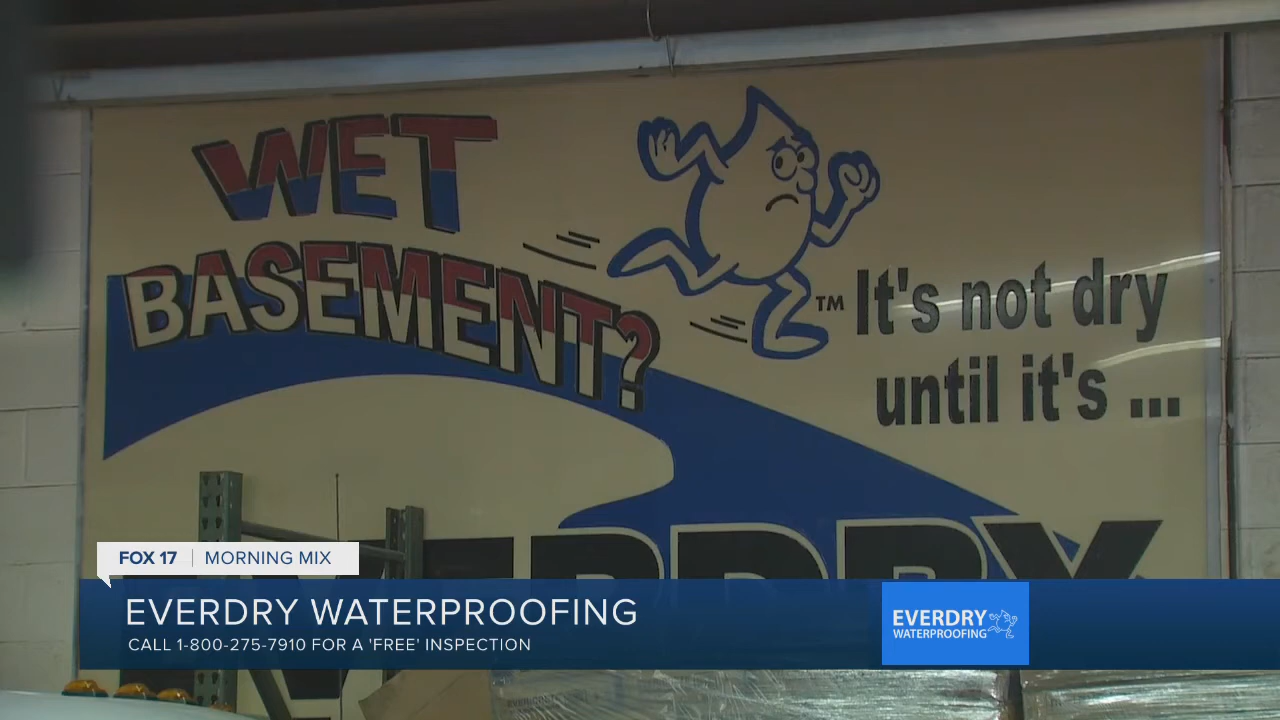 WET
BASEMENT?
TM
It's not dry
until it's ...
EVERDRY
FOX 17 | MORNING MIX
EVERDRY WATERPROOFING
CALL 1-800-275-7910 FOR A 'FREE' INSPECTION
EVERDRY
WATERPROOFING